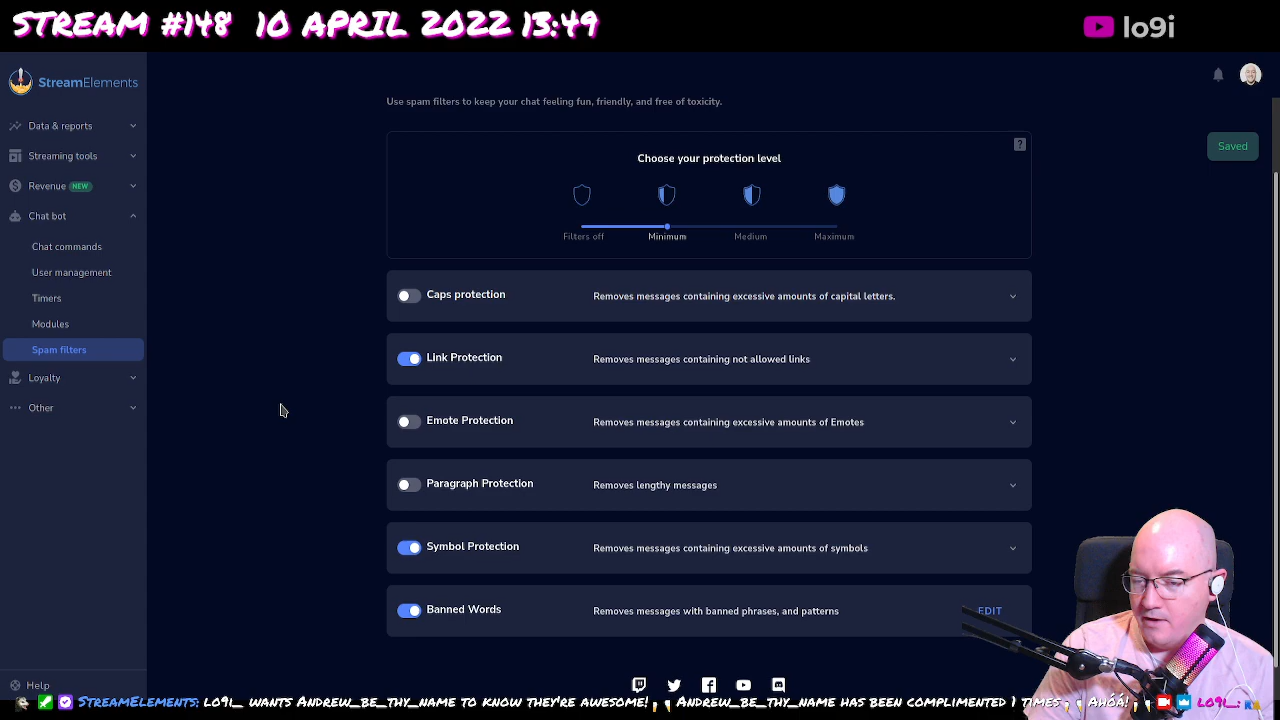 STREAM #148 10 APRIL 2022 13:49
lo9i
StreamElements
Data & reports
Streaming tools
Revenue NEW
Chat bot
Chat commands
User management
Timers
Modules
Spam filters
Loyalty
Other
Help
Use spam filters to keep your chat feeling fun, friendly, and free of toxicity.
Saved
?
Choose your protection level
Filters off Minimum Medium Maximum
Caps protection Removes messages containing excessive amounts of capital letters.
Link Protection Removes messages containing not allowed links
Emote Protection Removes messages containing excessive amounts of Emotes
Paragraph Protection Removes lengthy messages
Symbol Protection Removes messages containing excessive amounts of symbols
Banned Words Removes messages with banned phrases, and patterns EDIT
STREAMELEMENTS: LO9I_ WANTS ANDREW_BE_THY_NAME TO KNOW THEY'RE AWESOME! ANDREW_BE_THY_NAME HAS BEEN COMPLIMENTED 1 TIMES AHÓJ! LO9I_: